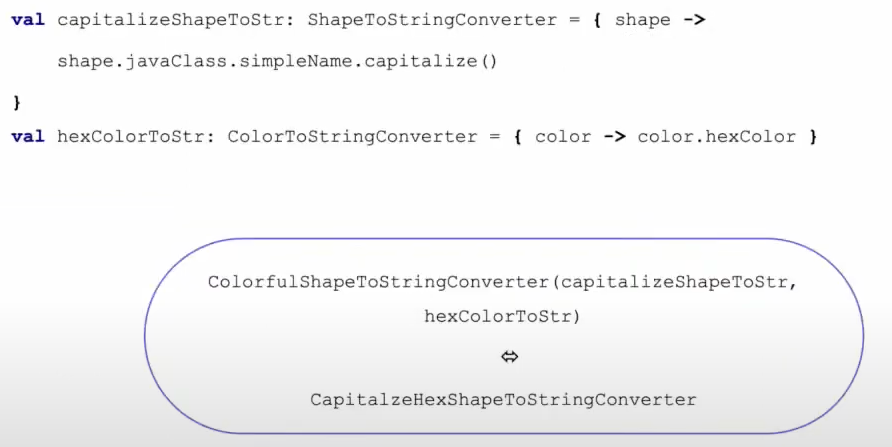 val capitalizeShapeToStr: ShapeToStringConverter = { shape ->
shape.javaClass.simpleName.capitalize()
}
val hexColorToStr: ColorToStringConverter = { color -> color.hexColor }
ColorfulShapeToStringConverter(capitalizeShapeToStr,
hexColorToStr)
⇔
CapitalzeHexShapeToStringConverter